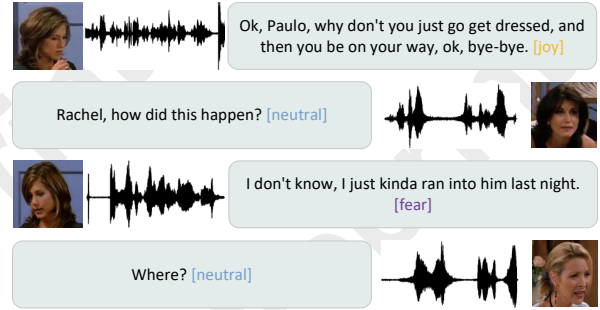 Ok, Paulo, why don't you just go get dressed, and
then you be on your way, ok, bye-bye. [joy]
Rachel, how did this happen? [neutral]
I don't know, I just kinda ran into him last night.
[fear]
Where? [neutral]